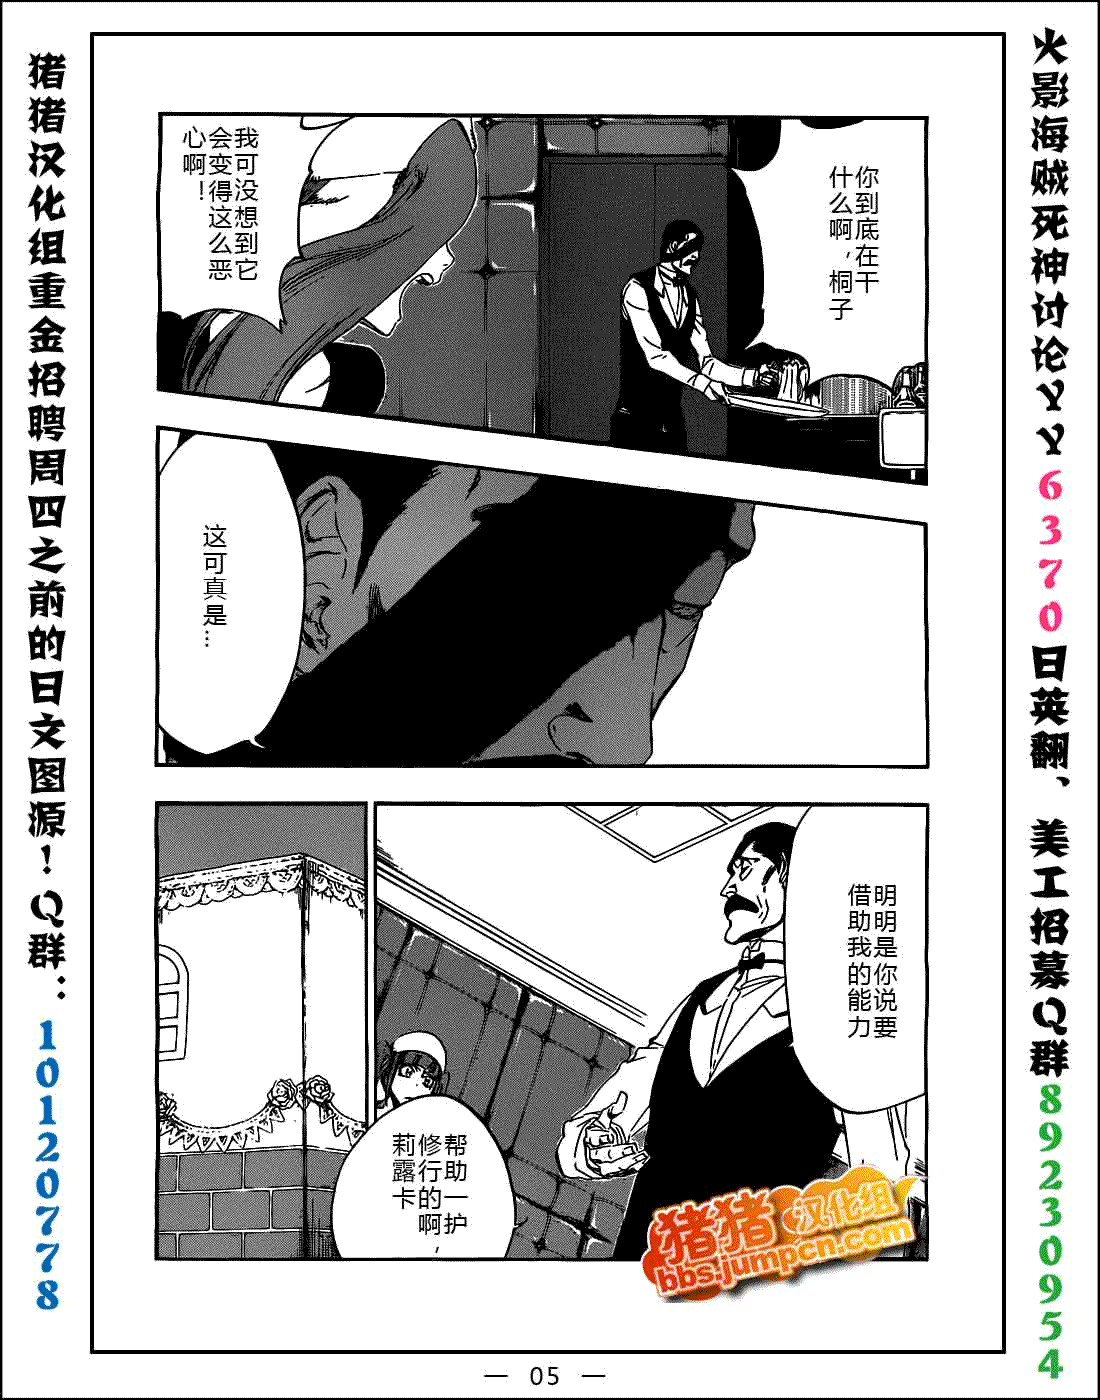 火影海贼死神讨论YY6370日英翻、美工招募Q群892309954
你到底在干
什么啊,桐子
我可没想到它
会变得这么恶
心啊!
这可真是…
明明是你说要
借助我的能力
帮助一护
修行的啊,
莉露卡
猪猪汉化组
bbs.jumpcn.com
猪猪汉化组重金招聘周四之前的日文图源!Q群:101207778
— 05 —